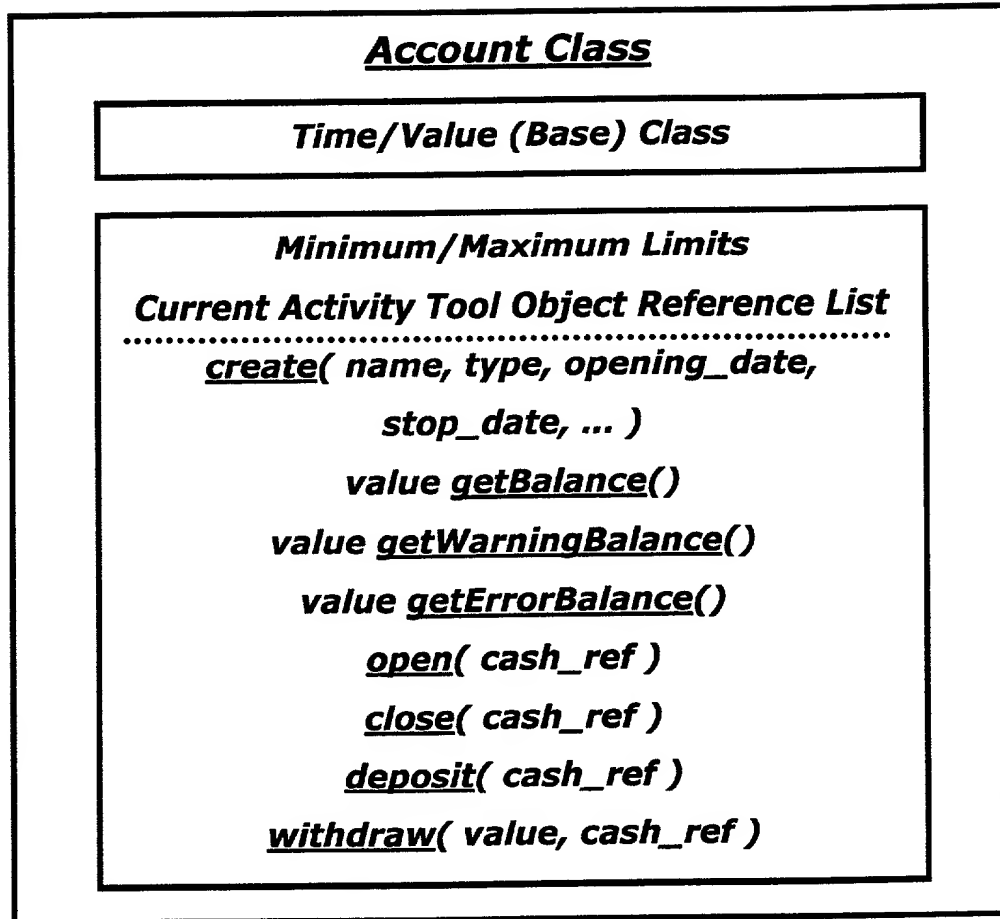 Account Class
Time/Value (Base) Class
Minimum/Maximum Limits
Current Activity Tool Object Reference List
create( name, type, opening_date,
stop_date, ... )
value getBalance()
value getWarningBalance()
value getErrorBalance()
open( cash_ref )
close( cash_ref )
deposit( cash_ref )
withdraw( value, cash_ref )